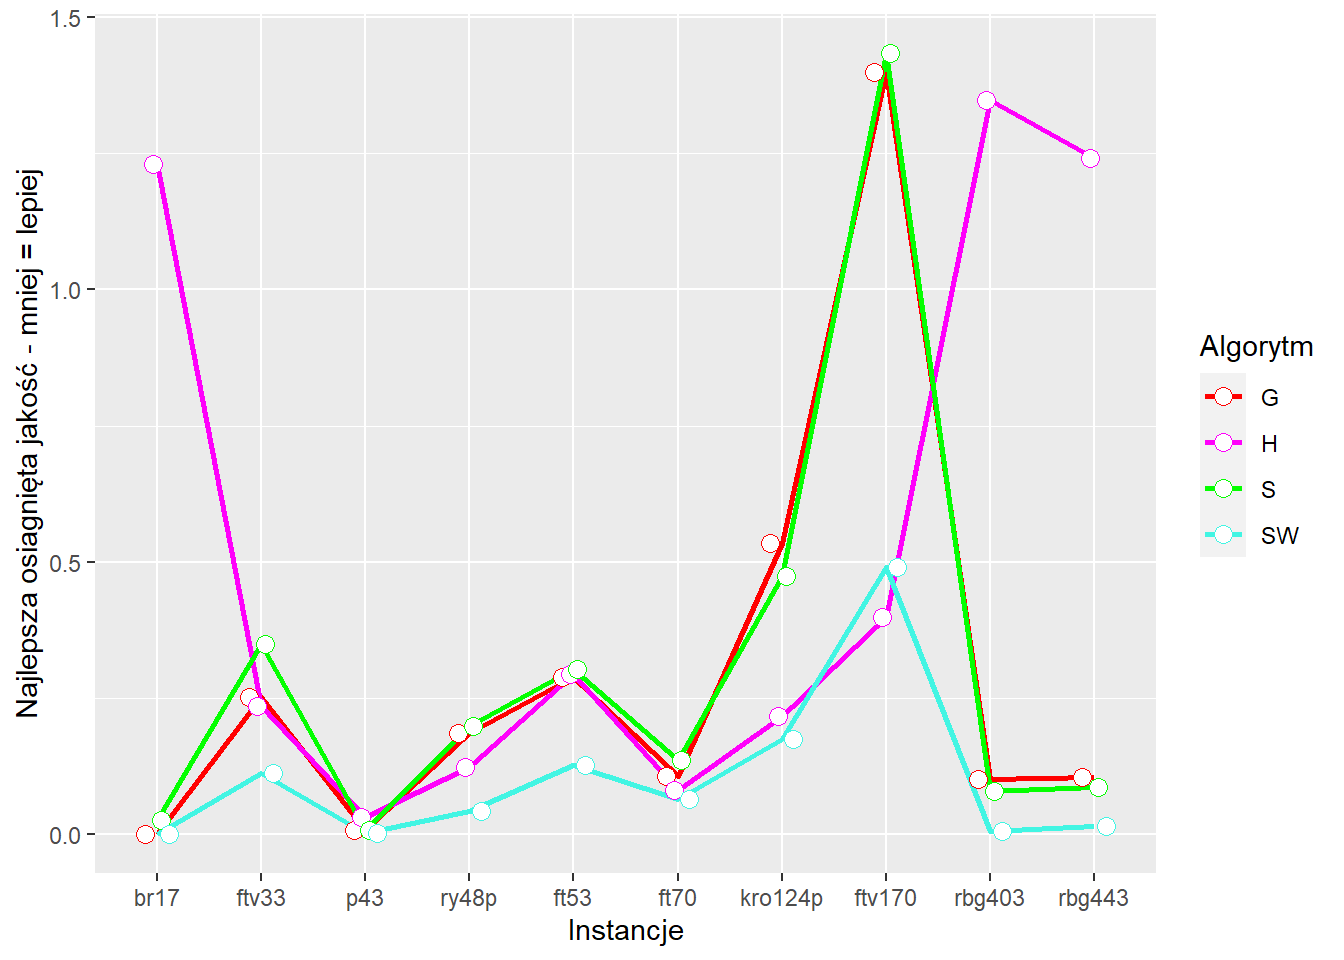 1.5
1.0
0.5
0.0
Najlepsza osiagnięta jakość - mniej = lepiej
br17 ftv33 p43 ry48p ft53 ft70 kro124p ftv170 rbg403 rbg443
Instancje
Algorytm
G
H
S
SW